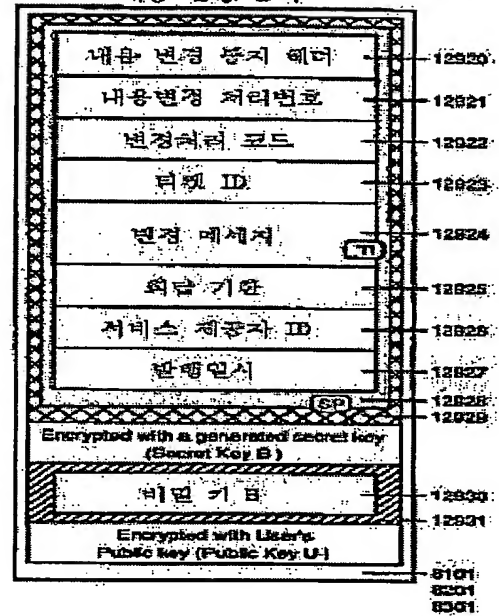 내용 변경 통지 헤더 12920
내용변경 처리번호 12921
변경처리 코드 12922
티켓 ID 12923
변경 메세지 12924
TI
환급 기한 12925
서비스 제공자 ID 12926
발행일시 12927
SP 12928
12929
Encrypted with a generated secret key
(Secret Key B)
비밀 키 B 12930
12931
Encrypted with User's
Public key (Public Key U)
8101
8201
8301